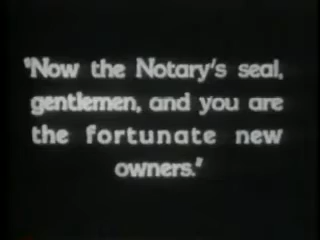 "Now the Notary's seal,
gentlemen, and you are
the fortunate new
owners."